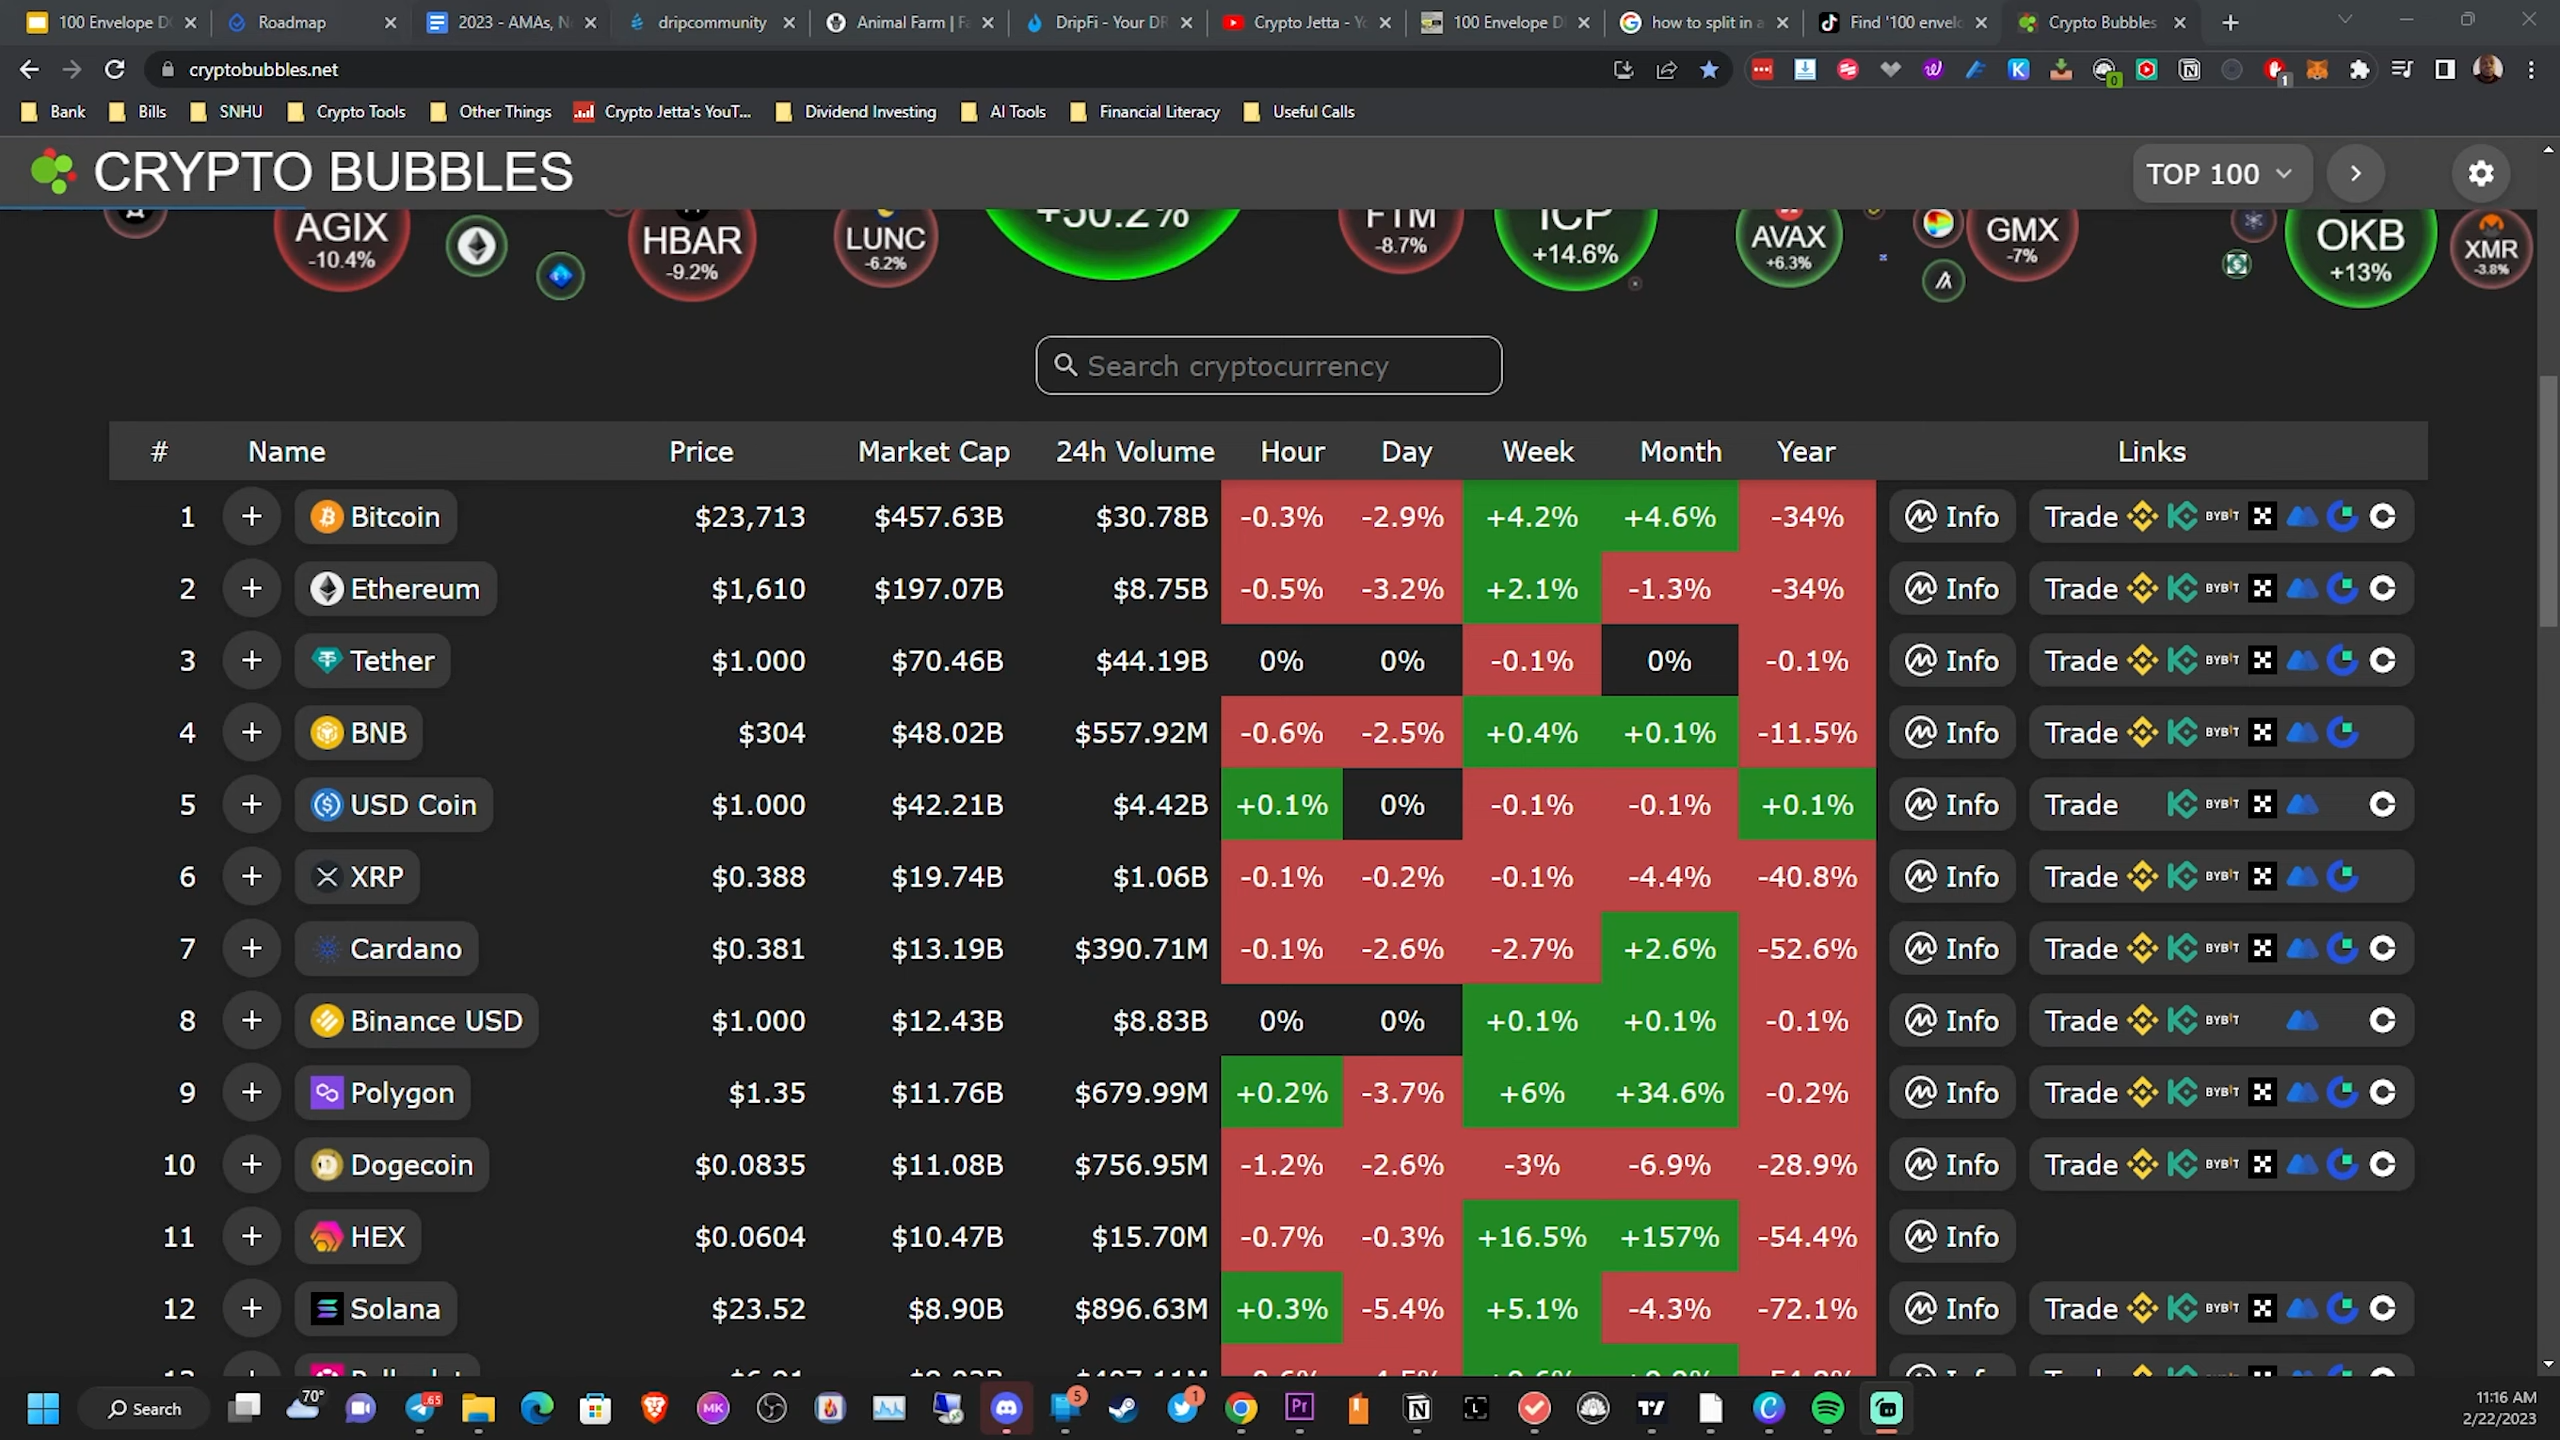 100 Envelope D
Roadmap
2023 - AMAs, N
dripcommunity
Animal Farm | Fa
DripFi - Your DR
Crypto Jetta - Yo
100 Envelope D
how to split in a
Find '100 envelo
Crypto Bubbles
cryptobubbles.net
Bank
Bills
SNHU
Crypto Tools
Other Things
Crypto Jetta's YouT...
Dividend Investing
AI Tools
Financial Literacy
Useful Calls
CRYPTO BUBBLES
TOP 100
AGIX
-10.4%
HBAR
-9.2%
LUNC
-6.2%
+50.2%
FTM
-8.7%
ICP
+14.6%
AVAX
+6.3%
GMX
-7%
OKB
+13%
XMR
-3.8%
Search cryptocurrency
# Name Price Market Cap 24h Volume Hour Day Week Month Year Links
1 + Bitcoin $23,713 $457.63B $30.78B -0.3% -2.9% +4.2% +4.6% -34% Info Trade BYBIT
2 + Ethereum $1,610 $197.07B $8.75B -0.5% -3.2% +2.1% -1.3% -34% Info Trade BYBIT
3 + Tether $1.000 $70.46B $44.19B 0% 0% -0.1% 0% -0.1% Info Trade BYBIT
4 + BNB $304 $48.02B $557.92M -0.6% -2.5% +0.4% +0.1% -11.5% Info Trade BYBIT
5 + USD Coin $1.000 $42.21B $4.42B +0.1% 0% -0.1% -0.1% +0.1% Info Trade BYBIT
6 + XRP $0.388 $19.74B $1.06B -0.1% -0.2% -0.1% -4.4% -40.8% Info Trade BYBIT
7 + Cardano $0.381 $13.19B $390.71M -0.1% -2.6% -2.7% +2.6% -52.6% Info Trade BYBIT
8 + Binance USD $1.000 $12.43B $8.83B 0% 0% +0.1% +0.1% -0.1% Info Trade BYBIT
9 + Polygon $1.35 $11.76B $679.99M +0.2% -3.7% +6% +34.6% -0.2% Info Trade BYBIT
10 + Dogecoin $0.0835 $11.08B $756.95M -1.2% -2.6% -3% -6.9% -28.9% Info Trade BYBIT
11 + HEX $0.0604 $10.47B $15.70M -0.7% -0.3% +16.5% +157% -54.4% Info
12 + Solana $23.52 $8.90B $896.63M +0.3% -5.4% +5.1% -4.3% -72.1% Info Trade BYBIT
Search
70°
65
MK
5
1
Pr
11:16 AM
2/22/2023